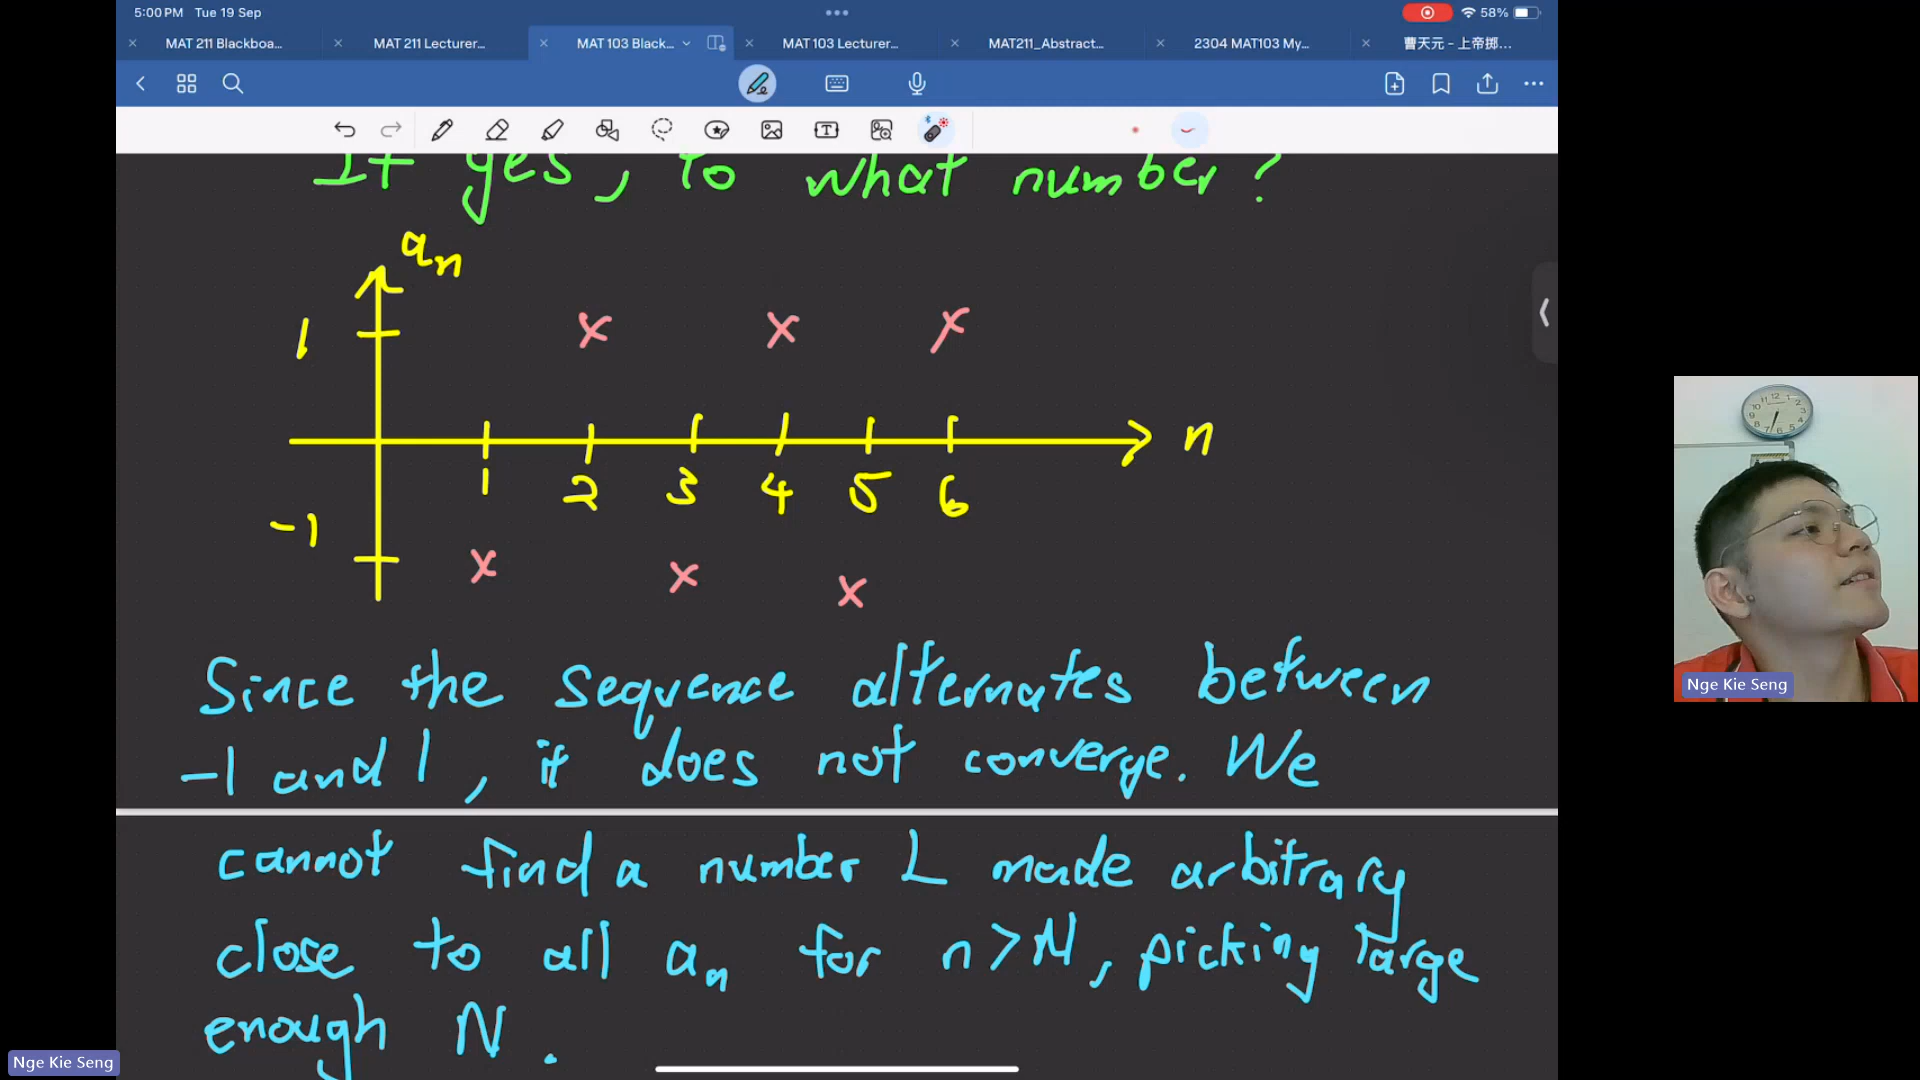 5:00 PM Tue 19 Sep
58%
MAT 211 Blackboa...
MAT 211 Lecturer...
MAT 103 Black...
MAT 103 Lecturer...
MAT211_Abstract...
2304 MAT103 My...
曹天元 - 上帝掷...
If yes, to what number?
an
1
n
1 2 3 4 5 6
-1
Since the sequence alternates between
-1 and 1, it does not converge. We
cannot find a number L made arbitrary
close to all an for n > N, picking large
enough N.
Nge Kie Seng
Nge Kie Seng